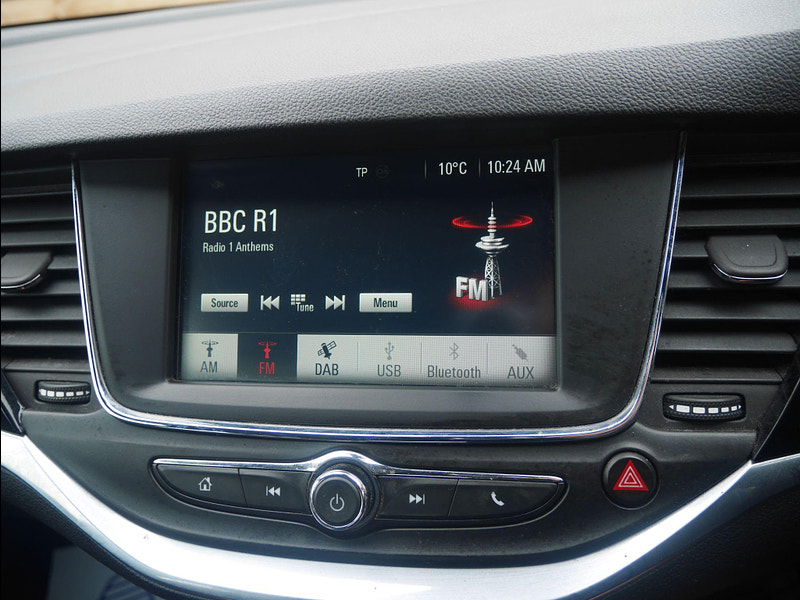 TP 10°C 10:24 AM
BBC R1
Radio 1 Anthems
FM
Source Tune Menu
AM FM DAB USB Bluetooth AUX